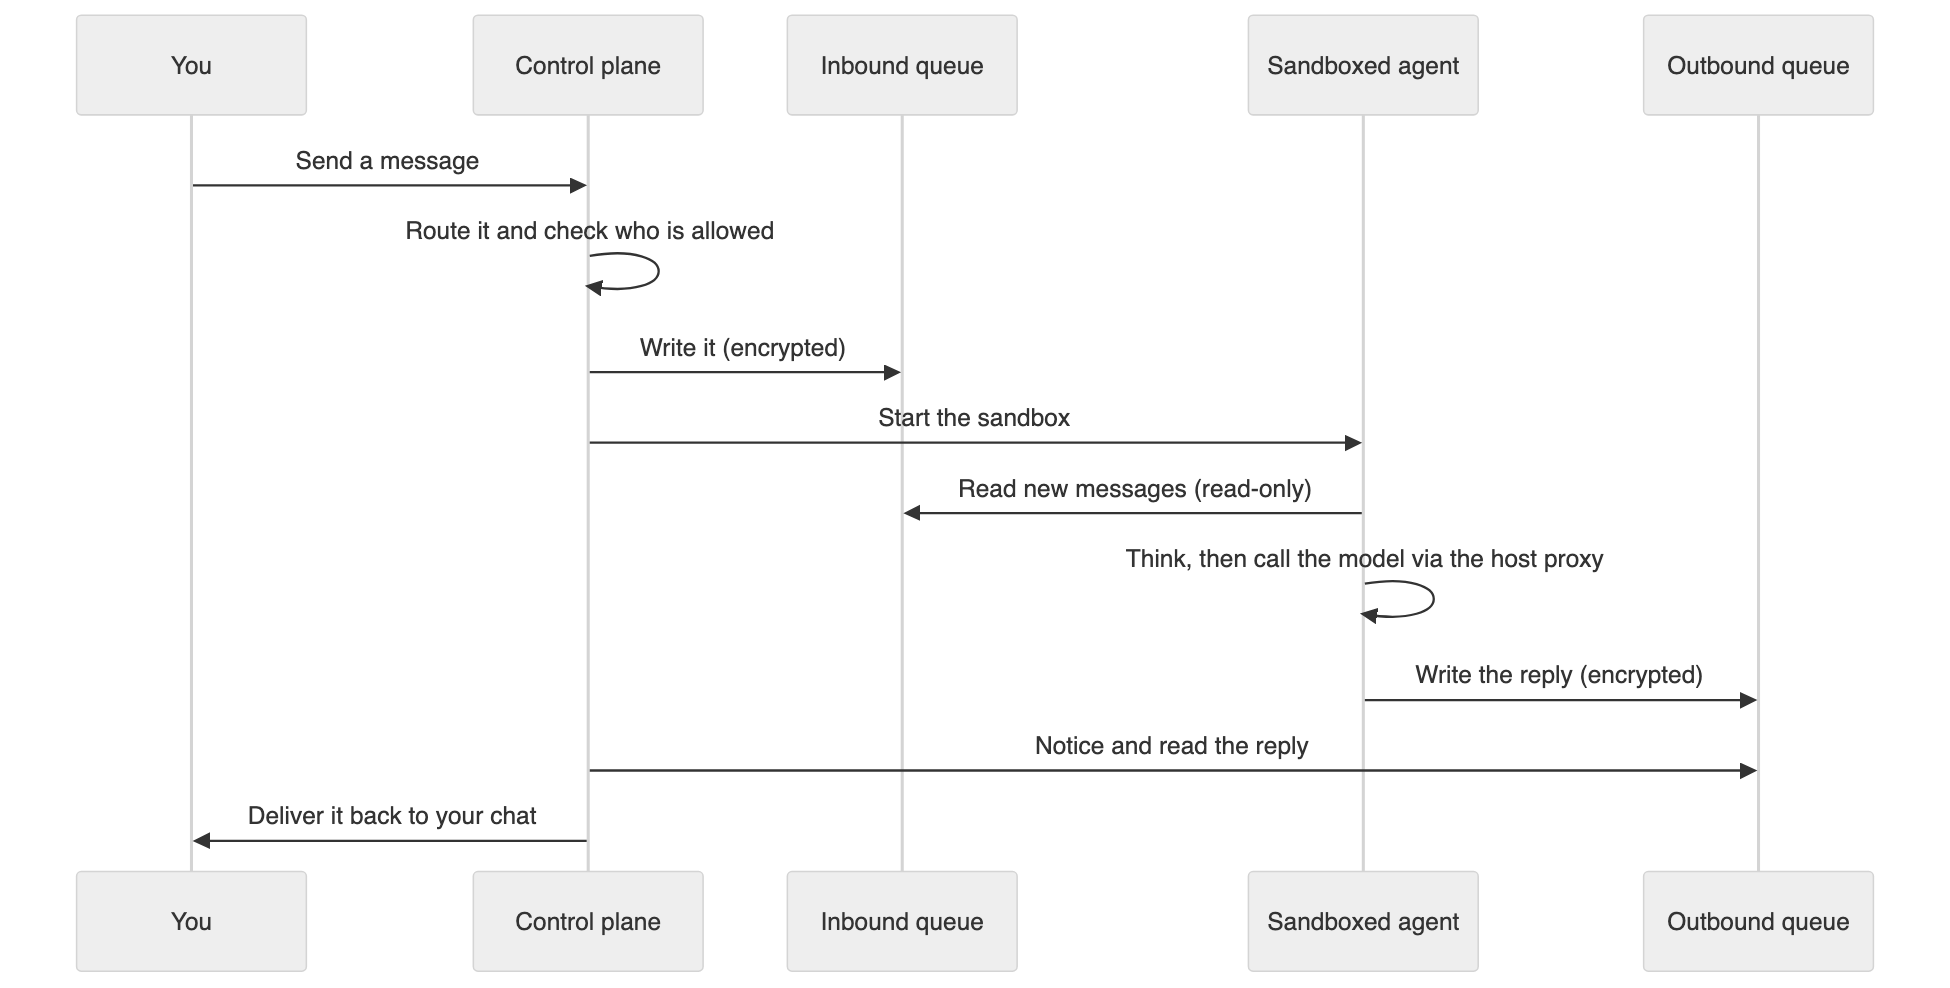 You
Control plane
Inbound queue
Sandboxed agent
Outbound queue
Send a message
Route it and check who is allowed
Write it (encrypted)
Start the sandbox
Read new messages (read-only)
Think, then call the model via the host proxy
Write the reply (encrypted)
Notice and read the reply
Deliver it back to your chat
You
Control plane
Inbound queue
Sandboxed agent
Outbound queue